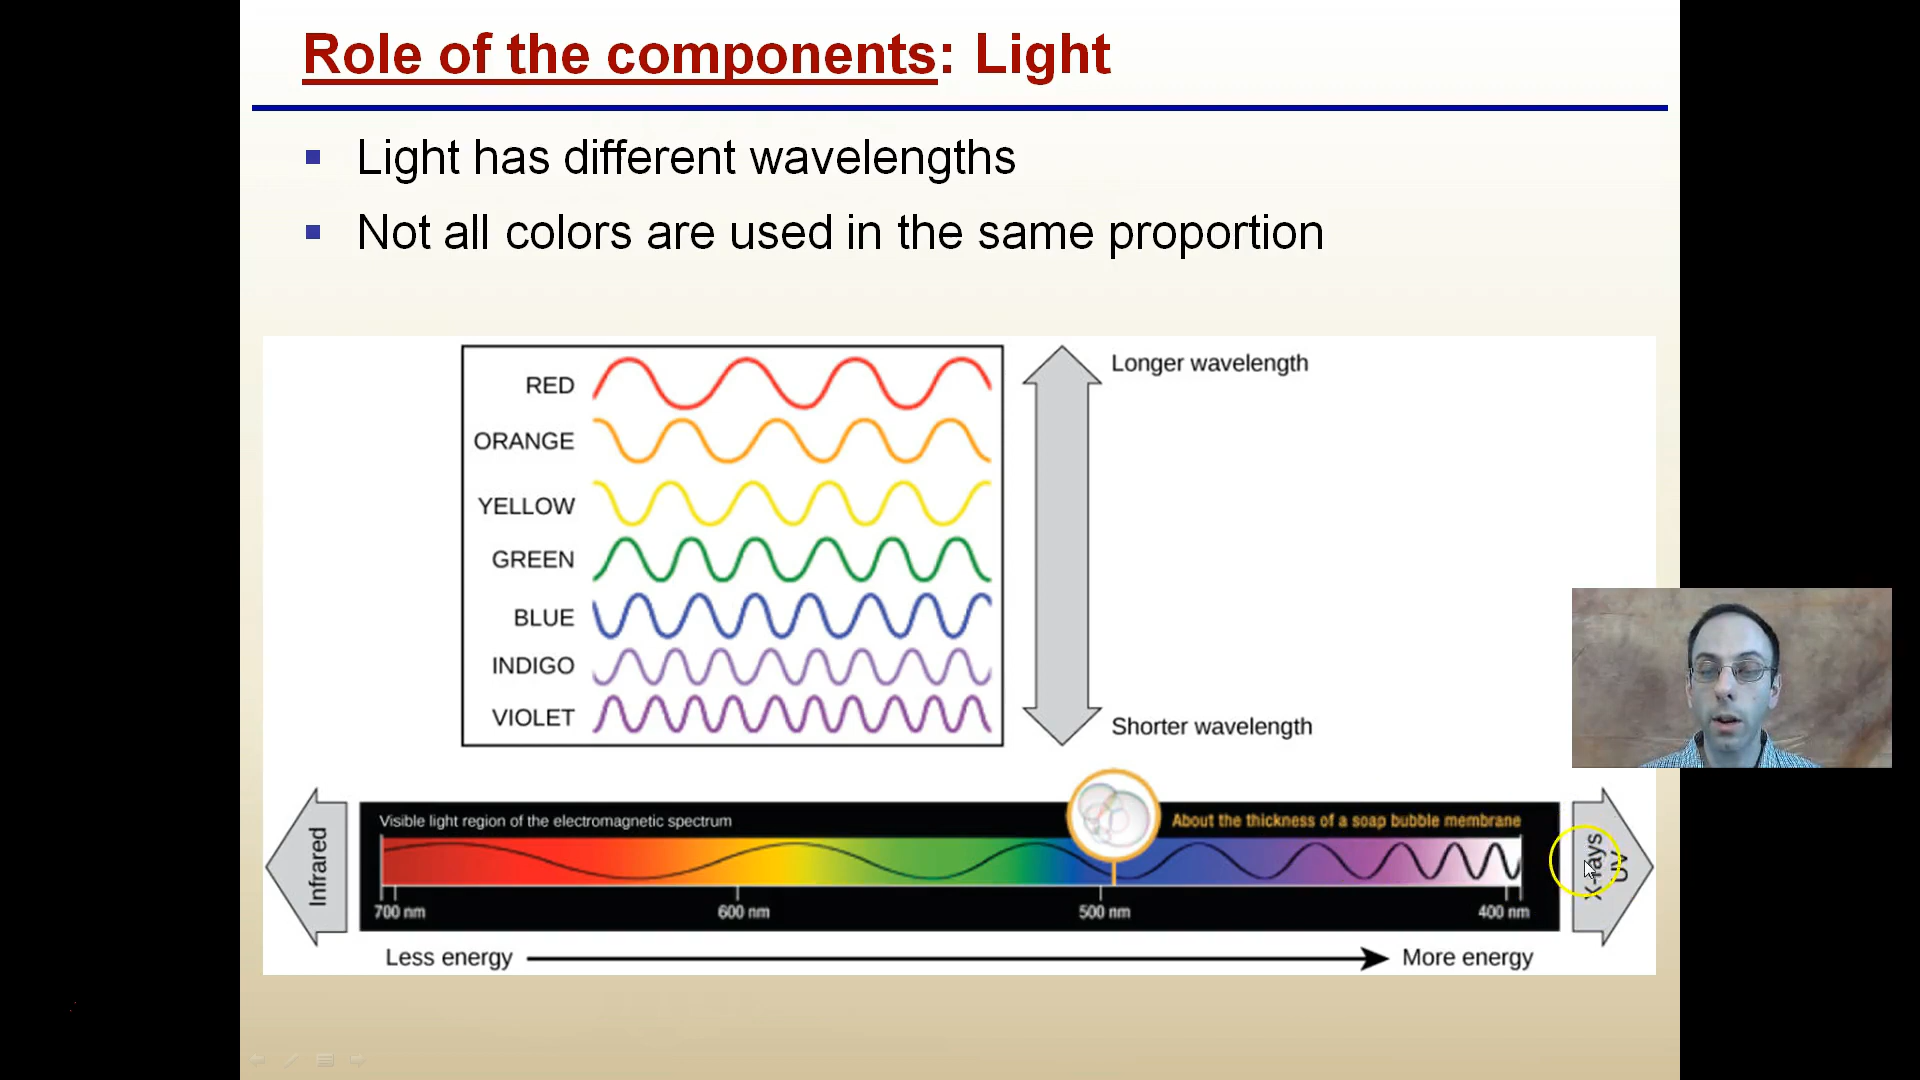 Role of the components: Light
Light has different wavelengths
Not all colors are used in the same proportion
RED
ORANGE
YELLOW
GREEN
BLUE
INDIGO
VIOLET
Longer wavelength
Shorter wavelength
Infrared
Visible light region of the electromagnetic spectrum
About the thickness of a soap bubble membrane
700 nm
600 nm
500 nm
400 nm
X-rays
UV
Less energy
More energy